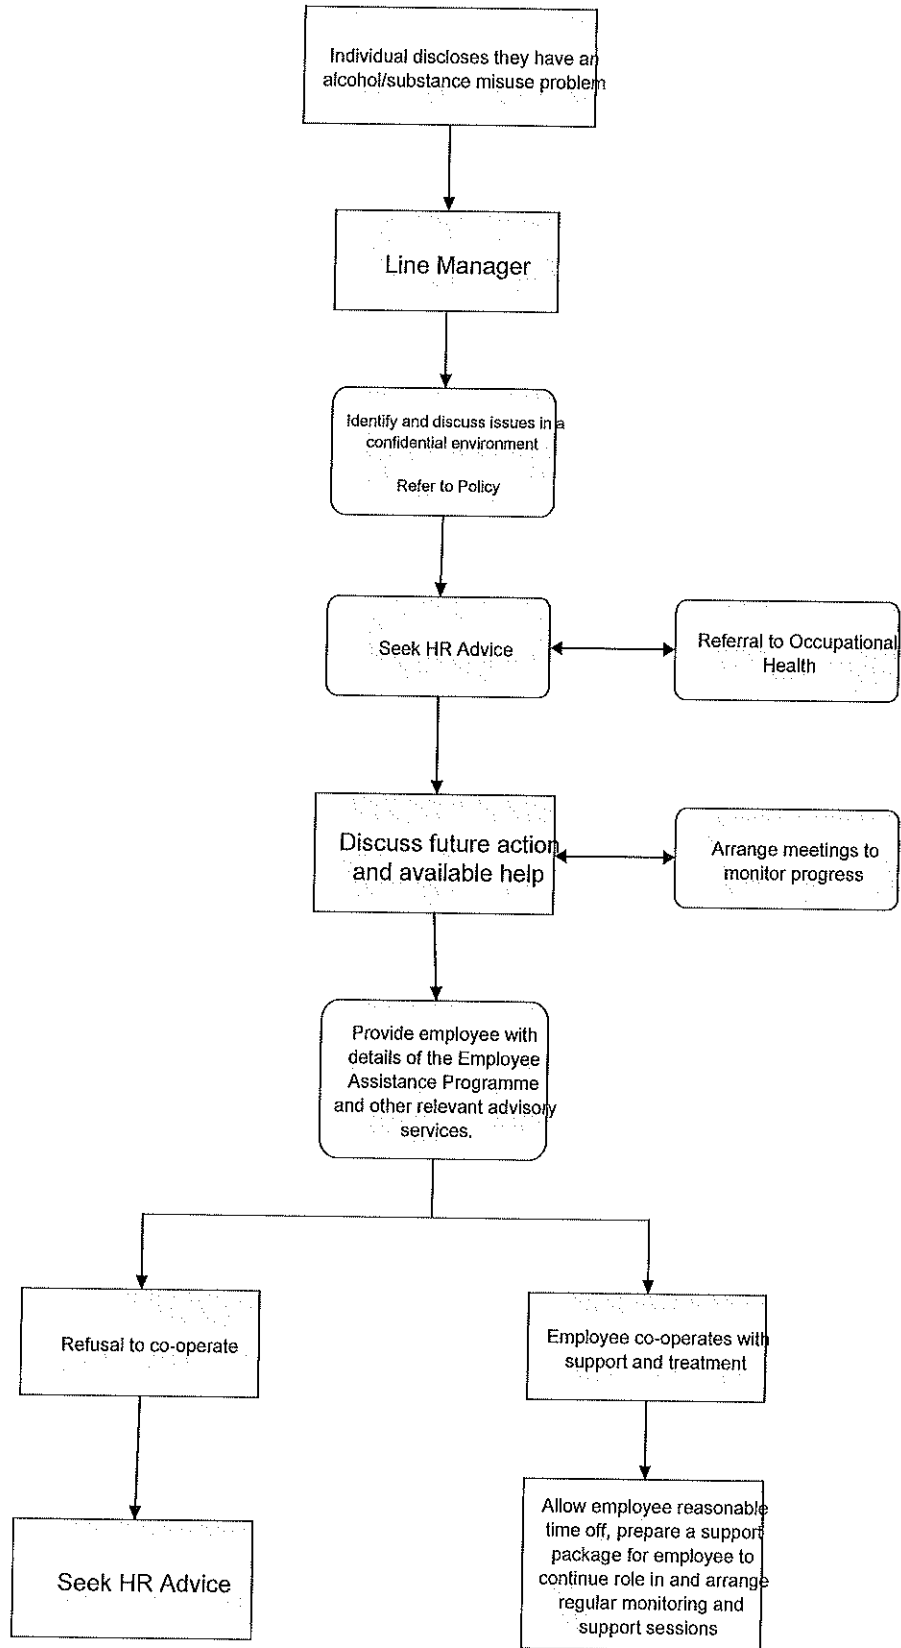 Individual discloses they have an
alcohol/substance misuse problem
Line Manager
Identify and discuss issues in a
confidential environment
Refer to Policy
Seek HR Advice
Referral to Occupational
Health
Discuss future action
and available help
Arrange meetings to
monitor progress
Provide employee with
details of the Employee
Assistance Programme
and other relevant advisory
services.
Refusal to co-operate
Employee co-operates with
support and treatment
Seek HR Advice
Allow employee reasonable
time off, prepare a support
package for employee to
continue role in and arrange
regular monitoring and
support sessions